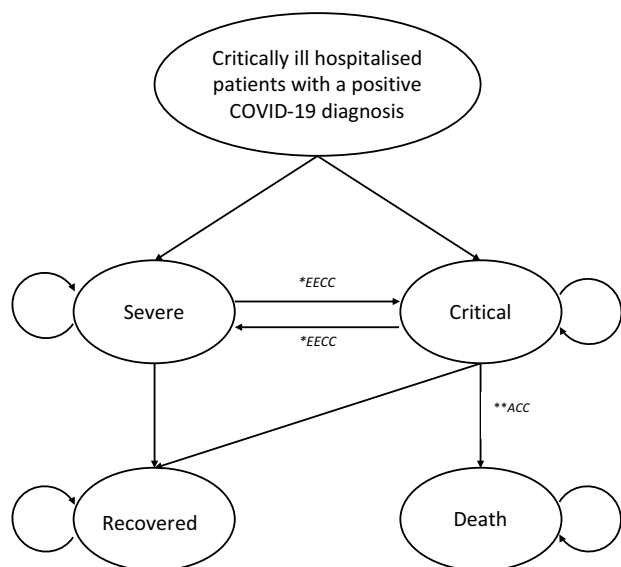 Critically ill hospitalised
patients with a positive
COVID-19 diagnosis
*EECC
Severe
Critical
*EECC
**ACC
Recovered
Death